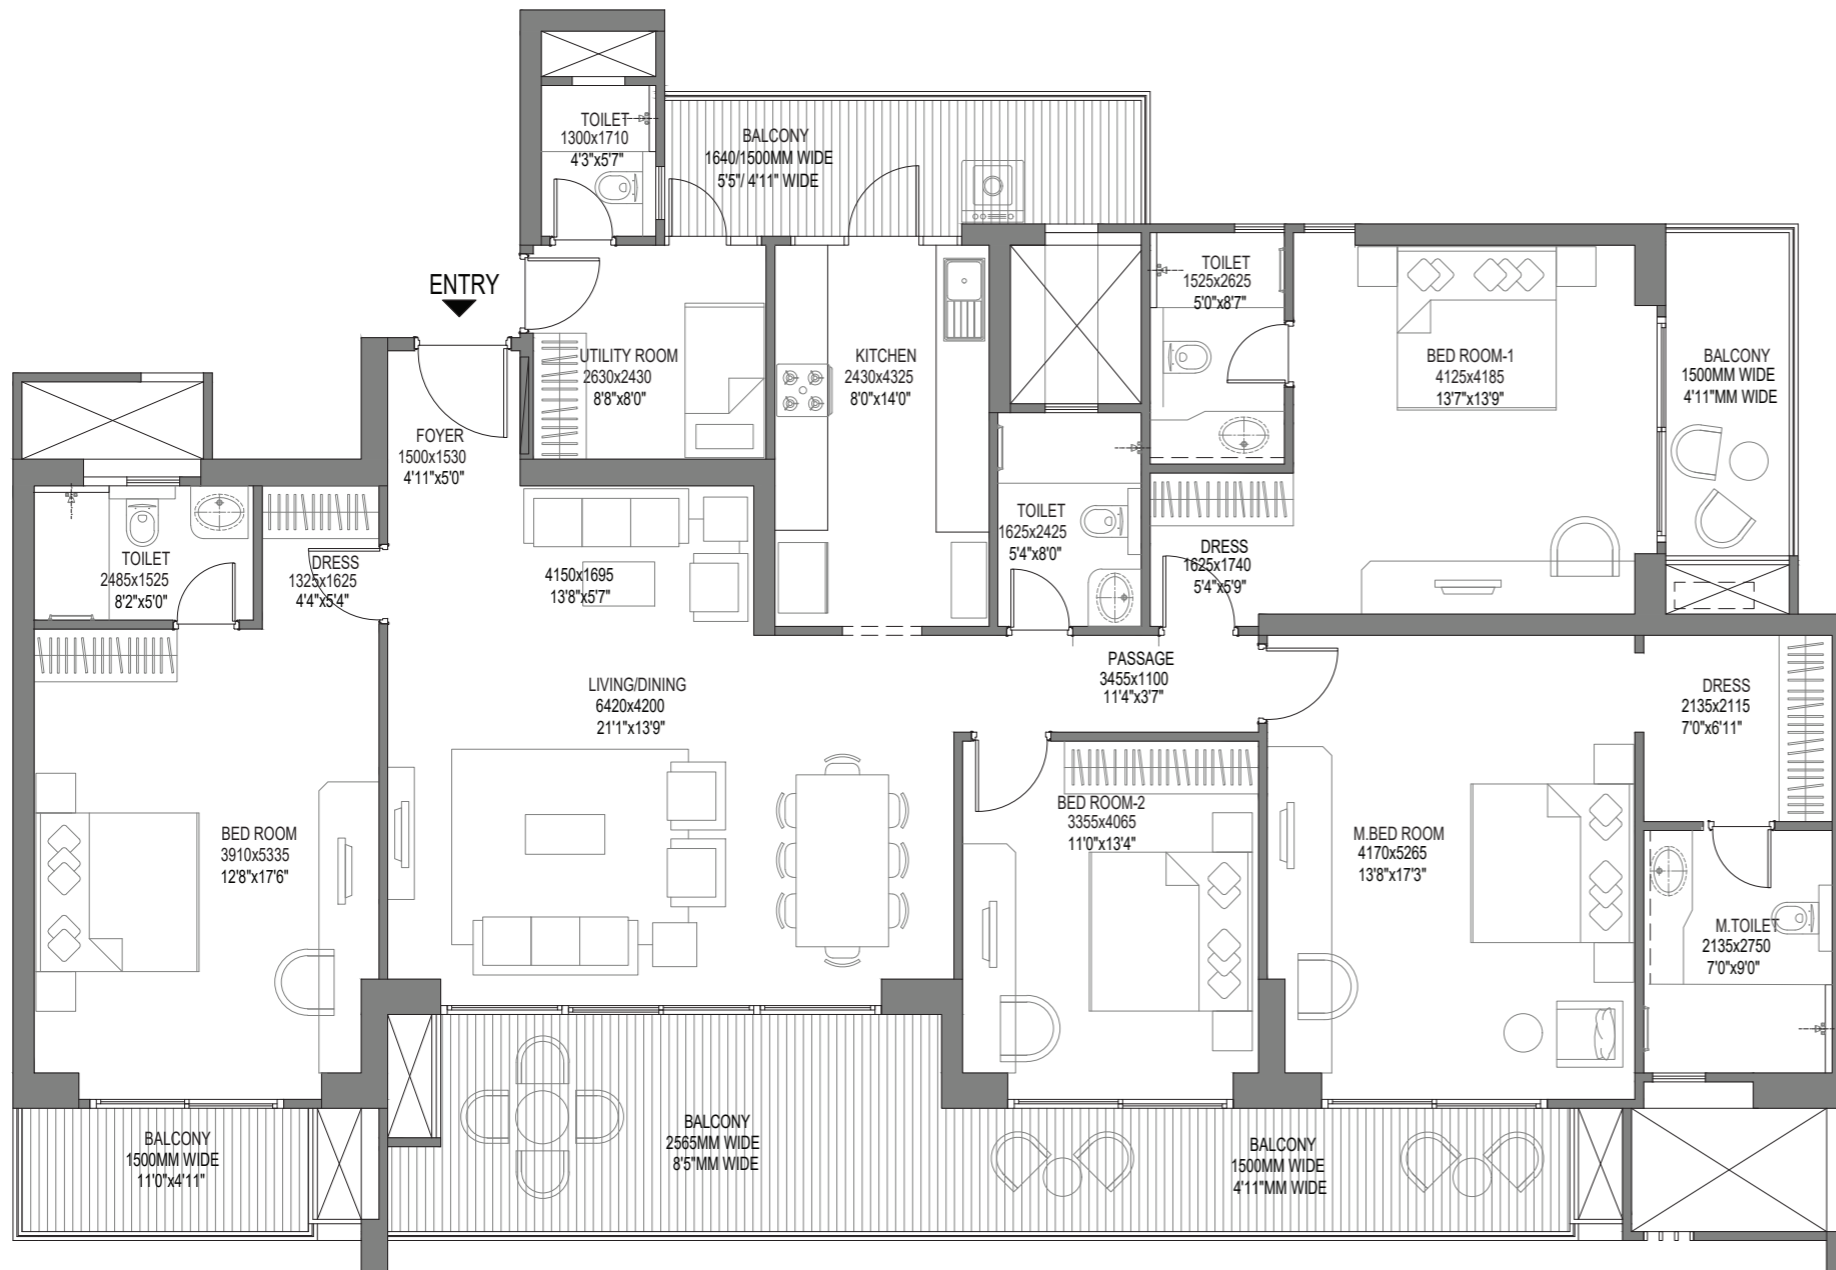 TOILET
1300x1710
4'3"x5'7"
BALCONY
1640/1500MM WIDE
5'5"/ 4'11" WIDE
ENTRY
TOILET
1525x2625
5'0"x8'7"
UTILITY ROOM
2630x2430
8'8"x8'0"
KITCHEN
2430x4325
8'0"x14'0"
BED ROOM-1
4125x4185
13'7"x13'9"
BALCONY
1500MM WIDE
4'11"MM WIDE
FOYER
1500x1530
4'11"x5'0"
TOILET
2485x1525
8'2"x5'0"
DRESS
1325x1625
4'4"x5'4"
4150x1695
13'8"x5'7"
TOILET
1625x2425
5'4"x8'0"
DRESS
1625x1740
5'4"x5'9"
LIVING/DINING
6420x4200
21'1"x13'9"
PASSAGE
3455x1100
11'4"x3'7"
DRESS
2135x2115
7'0"x6'11"
BED ROOM
3910x5335
12'8"x17'6"
BED ROOM-2
3355x4065
11'0"x13'4"
M.BED ROOM
4170x5265
13'8"x17'3"
M.TOILET
2135x2750
7'0"x9'0"
BALCONY
1500MM WIDE
11'0"x4'11"
BALCONY
2565MM WIDE
8'5"MM WIDE
BALCONY
1500MM WIDE
4'11"MM WIDE